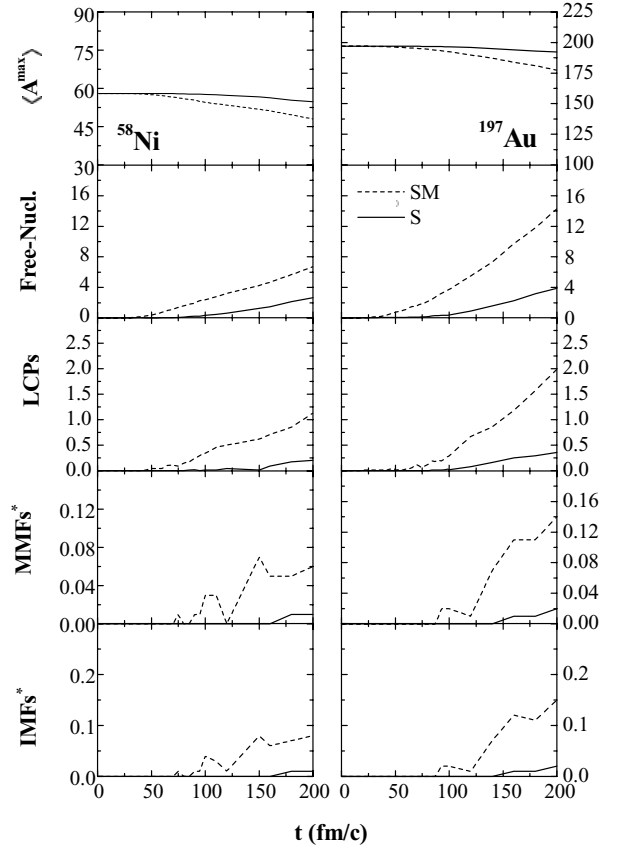 90 225
75 200
60 175
45 150
30 125
100
⟨A^max⟩
⁵⁸Ni ¹⁹⁷Au
30
16 16
12 12
8 8
4 4
0 0
Free-Nucl.
SM
S
2.0 2.0
1.5 1.5
1.0 1.0
0.5 0.5
0.0 0.0
LCPs
0.12 0.16
0.08 0.12
0.04 0.08
0.00 0.04
0.00
MMFs*
0.2 0.2
0.1 0.1
0.0 0.0
IMFs*
0 50 100 150 200 0 50 100 150 200
t (fm/c)